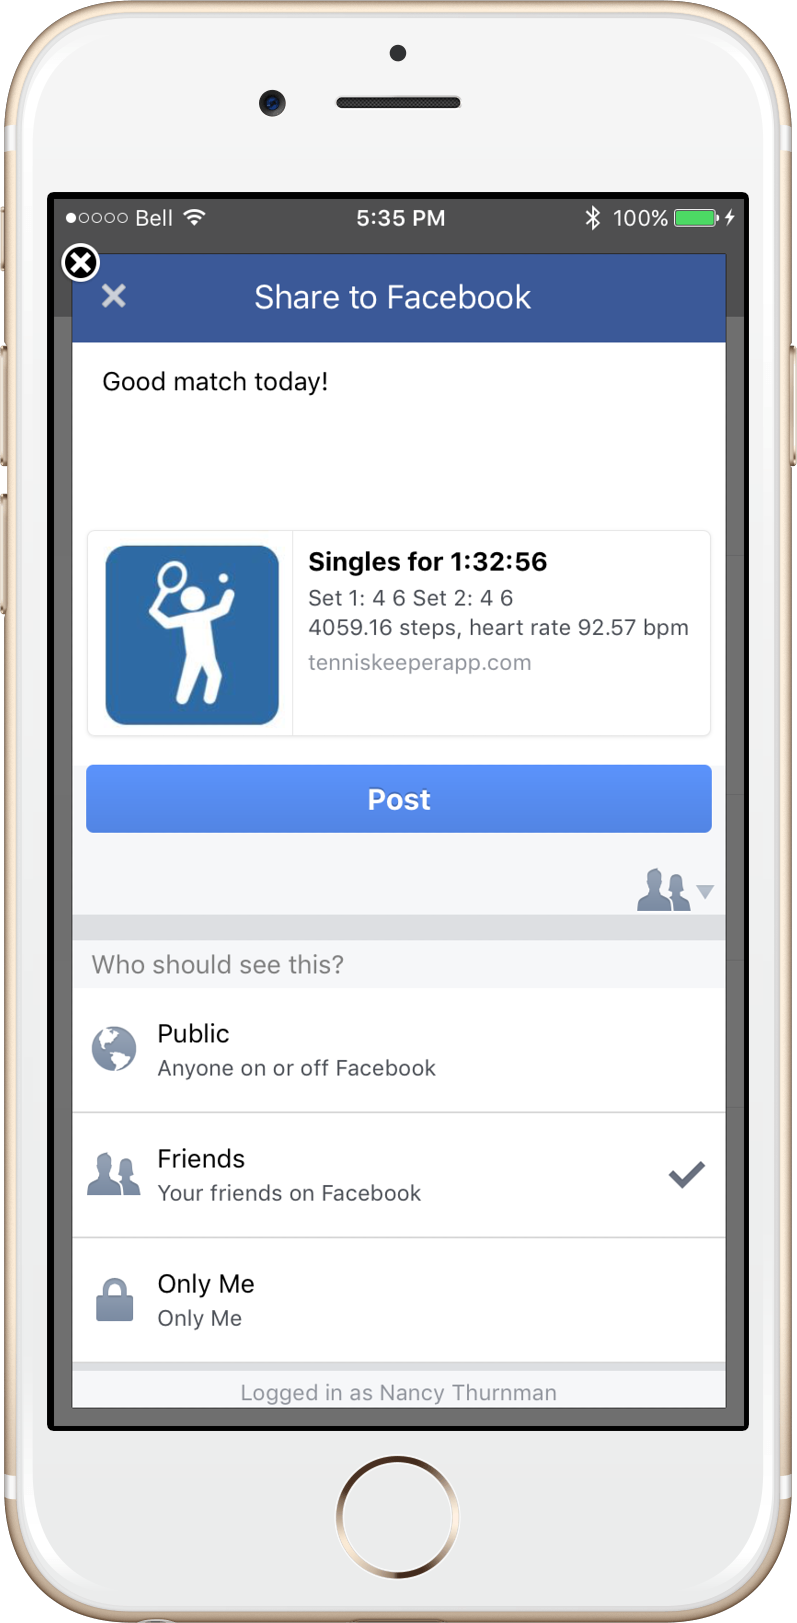 Bell 5:35 PM 100%
Share to Facebook
Good match today!
Singles for 1:32:56
Set 1: 4 6 Set 2: 4 6
4059.16 steps, heart rate 92.57 bpm
tenniskeeperapp.com
Post
Who should see this?
Public
Anyone on or off Facebook
Friends
Your friends on Facebook
Only Me
Only Me
Logged in as Nancy Thurnman